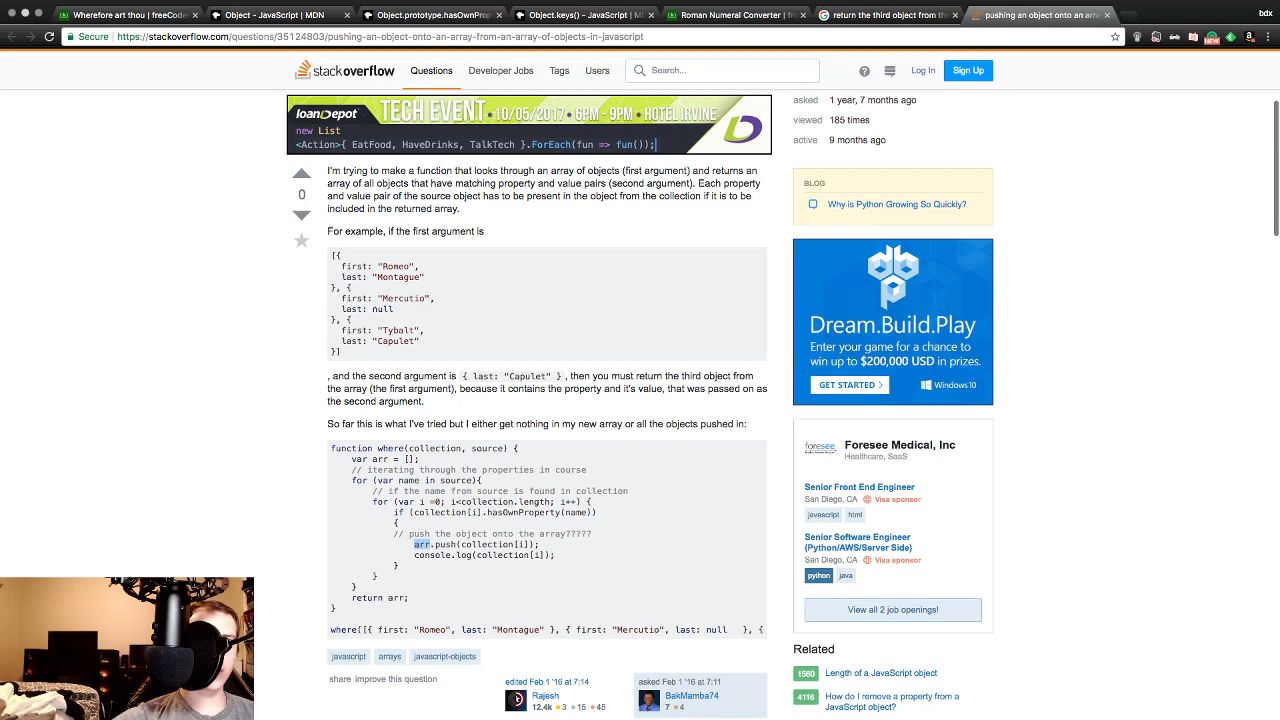 Wherefore art thou | freeCode
Object - JavaScript | MDN
Object.prototype.hasOwnProp
Object.keys() - JavaScript | M
Roman Numeral Converter | fr
return the third object from the
pushing an object onto an arra
bdx
Secure | https://stackoverflow.com/questions/35124803/pushing-an-object-onto-an-array-from-an-array-of-objects-in-javascript
NEW
stackoverflow Questions Developer Jobs Tags Users Search... Log In Sign Up
loanDepot TECH EVENT • 10/05/2017 • 6PM - 9PM • HOTEL IRVINE
new List
<Action>{ EatFood, HaveDrinks, TalkTech }.ForEach(fun => fun());
asked 1 year, 7 months ago
viewed 185 times
active 9 months ago
0
I'm trying to make a function that looks through an array of objects (first argument) and returns an
array of all objects that have matching property and value pairs (second argument). Each property
and value pair of the source object has to be present in the object from the collection if it is to be
included in the returned array.
For example, if the first argument is
[{
first: "Romeo",
last: "Montague"
}, {
first: "Mercutio",
last: null
}, {
first: "Tybalt",
last: "Capulet"
}]
, and the second argument is { last: "Capulet" }, then you must return the third object from
the array (the first argument), because it contains the property and it's value, that was passed on as
the second argument.
So far this is what I've tried but I either get nothing in my new array or all the objects pushed in:
function where(collection, source) {
var arr = [];
// iterating through the properties in course
for (var name in source){
// if the name from source is found in collection
for (var i =0; i<collection.length; i++) {
if (collection[i].hasOwnProperty(name))
{
// push the object onto the array?????
arr.push(collection[i]);
console.log(collection[i]);
}
}
}
return arr;
}
where([{ first: "Romeo", last: "Montague" }, { first: "Mercutio", last: null }, {
javascript arrays javascript-objects
share improve this question
edited Feb 1 '16 at 7:14
Rajesh
12.4k 3 15 45
asked Feb 1 '16 at 7:11
BakMamba74
7 4
BLOG
Why is Python Growing So Quickly?
Dream.Build.Play
Enter your game for a chance to
win up to $200,000 USD in prizes.
GET STARTED
Windows10
foresee
Foresee Medical, Inc
Healthcare, SaaS
Senior Front End Engineer
San Diego, CA Visa sponsor
javascript html
Senior Software Engineer
(Python/AWS/Server Side)
San Diego, CA Visa sponsor
python java
View all 2 job openings!
Related
1560 Length of a JavaScript object
4116 How do I remove a property from a
JavaScript object?